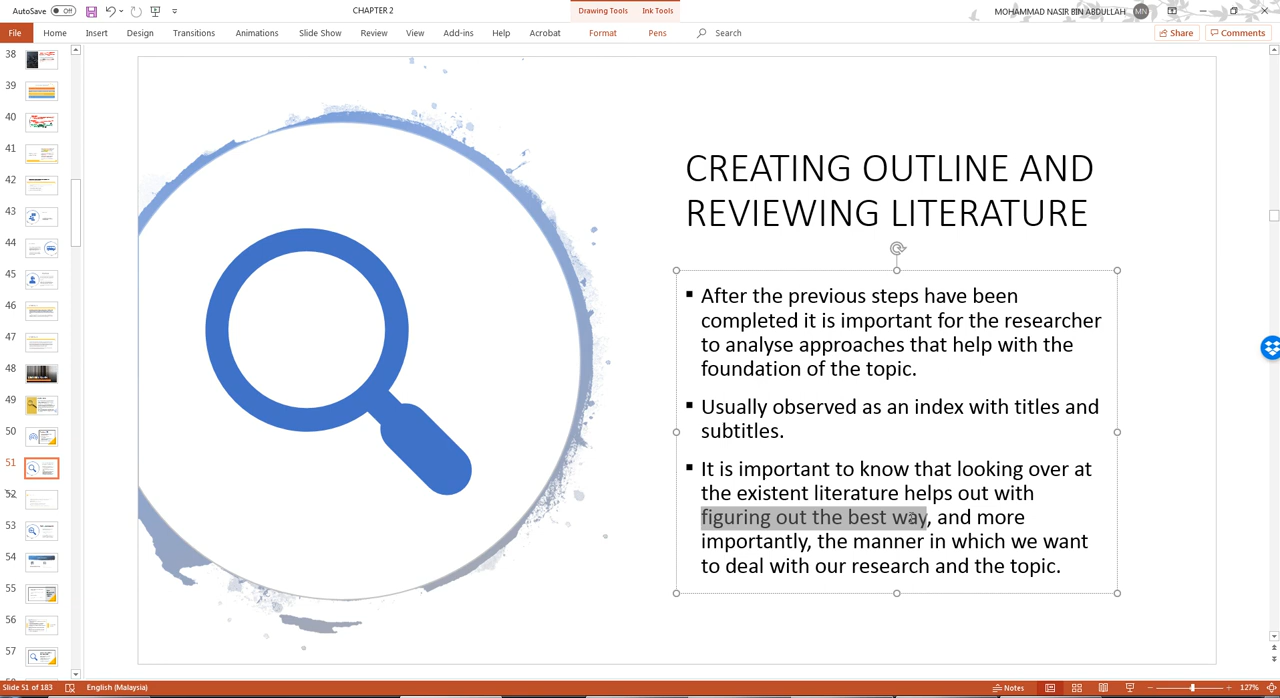 AutoSave Off
CHAPTER 2
Drawing Tools Ink Tools
MOHAMMAD NASIR BIN ABDULLAH MN
File Home Insert Design Transitions Animations Slide Show Review View Add-ins Help Acrobat Format Pens Search Share Comments
38
39
40
41
42
43
44
45
46
47
48
49
50
51
52
53
54
55
56
57
CREATING OUTLINE AND
REVIEWING LITERATURE
▪ After the previous steps have been
completed it is important for the researcher
to analyse approaches that help with the
foundation of the topic.
▪ Usually observed as an index with titles and
subtitles.
▪ It is important to know that looking over at
the existent literature helps out with
figuring out the best way, and more
importantly, the manner in which we want
to deal with our research and the topic.
Slide 51 of 183 English (Malaysia) Notes 127%